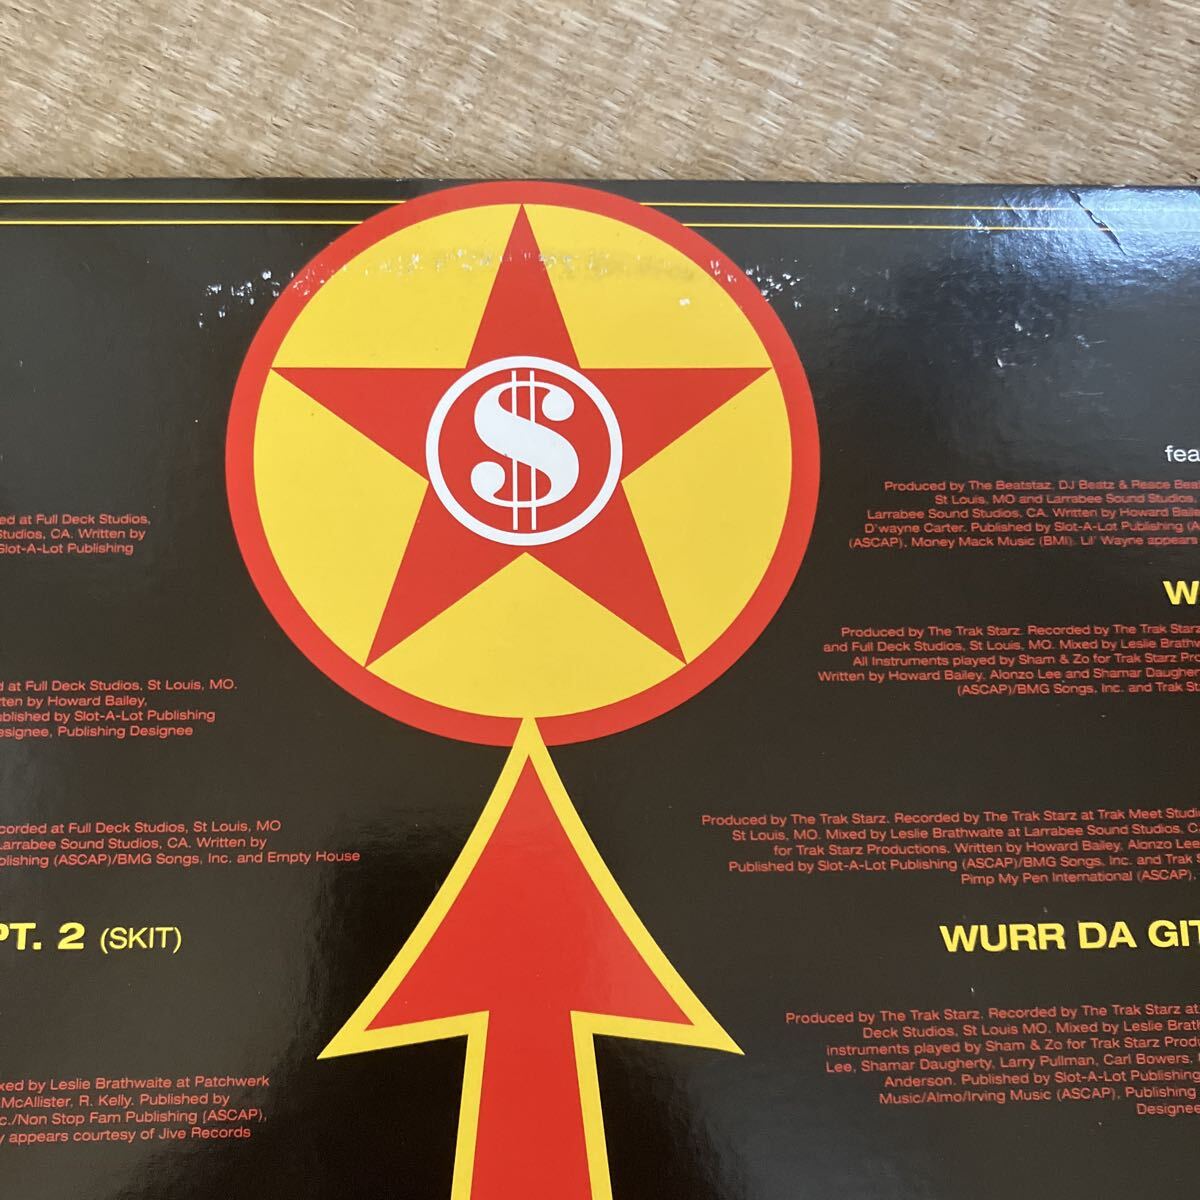 ed at Full Deck Studios,
Studios, CA. Written by
Slot-A-Lot Publishing
d at Full Deck Studios, St Louis, MO.
tten by Howard Bailey,
ublished by Slot-A-Lot Publishing
esignee, Publishing Designee
corded at Full Deck Studios, St Louis, MO
Larrabee Sound Studios, CA. Written by
blishing (ASCAP)/BMG Songs, Inc. and Empty House
PT. 2 (SKIT)
ixed by Leslie Brathwaite at Patchwerk
McAllister, R. Kelly. Published by
c./Non Stop Fam Publishing (ASCAP),
y appears courtesy of Jive Records
$
fea
Produced by The Beatstaz, DJ Beatz & Reace Bea
St Louis, MO and Larrabee Sound Studios
Larrabee Sound Studios, CA. Written by Howard Bail
D'wayne Carter. Published by Slot-A-Lot Publishing (A
(ASCAP), Money Mack Music (BMI). Lil' Wayne appears
W
Produced by The Trak Starz. Recorded by The Trak Starz
and Full Deck Studios, St Louis, MO. Mixed by Leslie Brathw
All Instruments played by Sham & Zo for Trak Starz Pro
Written by Howard Bailey, Alonzo Lee and Shamar Daugher
(ASCAP)/BMG Songs, Inc. and Trak St
Produced by The Trak Starz. Recorded by The Trak Starz at Trak Meet Studio
St Louis, MO. Mixed by Leslie Brathwaite at Larrabee Sound Studios, C
for Trak Starz Productions. Written by Howard Bailey, Alonzo Lee
Published by Slot-A-Lot Publishing (ASCAP)/BMG Songs, Inc. and Trak S
Pimp My Pen International (ASCAP).
WURR DA GIT
Produced by The Trak Starz. Recorded by The Trak Starz at
Deck Studios, St Louis MO. Mixed by Leslie Brath
instruments played by Sham & Zo for Trak Starz Produ
Lee, Shamar Daugherty, Larry Pullman, Carl Bowers,
Anderson. Published by Slot-A-Lot Publishing
Music/Almo/Irving Music (ASCAP), Publishing
Designee